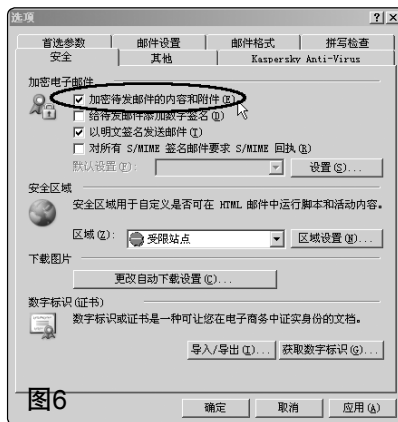 选项
首选参数 邮件设置 邮件格式 拼写检查
安全 其他 Kaspersky Anti-Virus
加密电子邮件
加密待发邮件的内容和附件(E)
给待发邮件添加数字签名(D)
以明文签名发送邮件(T)
对所有 S/MIME 签名邮件要求 S/MIME 回执(R)
默认设置(F): 设置(S)...
安全区域
安全区域用于自定义是否可在 HTML 邮件中运行脚本和活动内容。
区域(Z): 受限站点 区域设置(N)...
下载图片
更改自动下载设置(C)...
数字标识(证书)
数字标识或证书是一种可让您在电子商务中证实身份的文档。
导入/导出(I)... 获取数字标识(G)...
图6
确定 取消 应用(A)